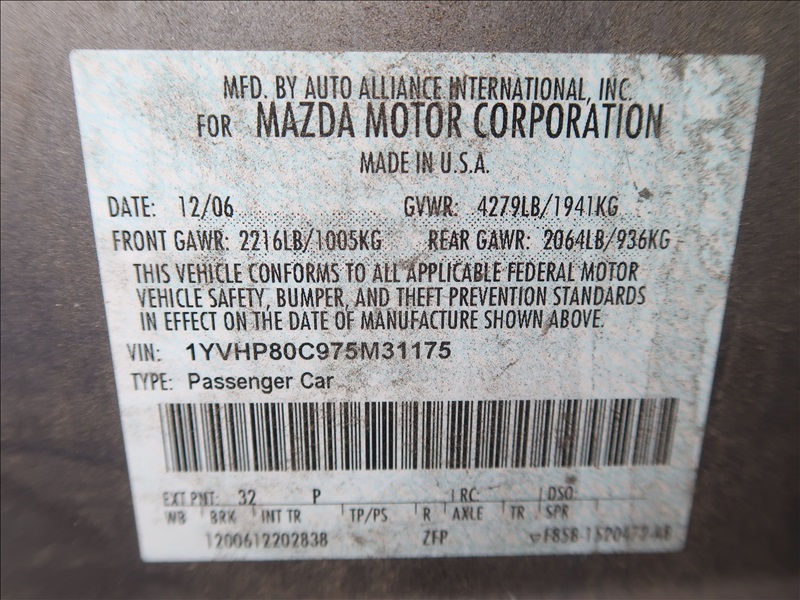 MFD. BY AUTO ALLIANCE INTERNATIONAL, INC.
FOR MAZDA MOTOR CORPORATION
MADE IN U.S.A.
DATE: 12/06 GVWR: 4279LB/1941KG
FRONT GAWR: 2216LB/1005KG REAR GAWR: 2064LB/936KG
THIS VEHICLE CONFORMS TO ALL APPLICABLE FEDERAL MOTOR
VEHICLE SAFETY, BUMPER, AND THEFT PREVENTION STANDARDS
IN EFFECT ON THE DATE OF MANUFACTURE SHOWN ABOVE.
VIN: 1YVHP80C975M31175
TYPE: Passenger Car
EXT PNT: 32 P RC: DSO:
WB BRK INT TR TP/PS R AXLE TR SPR
1200612202838 ZFP